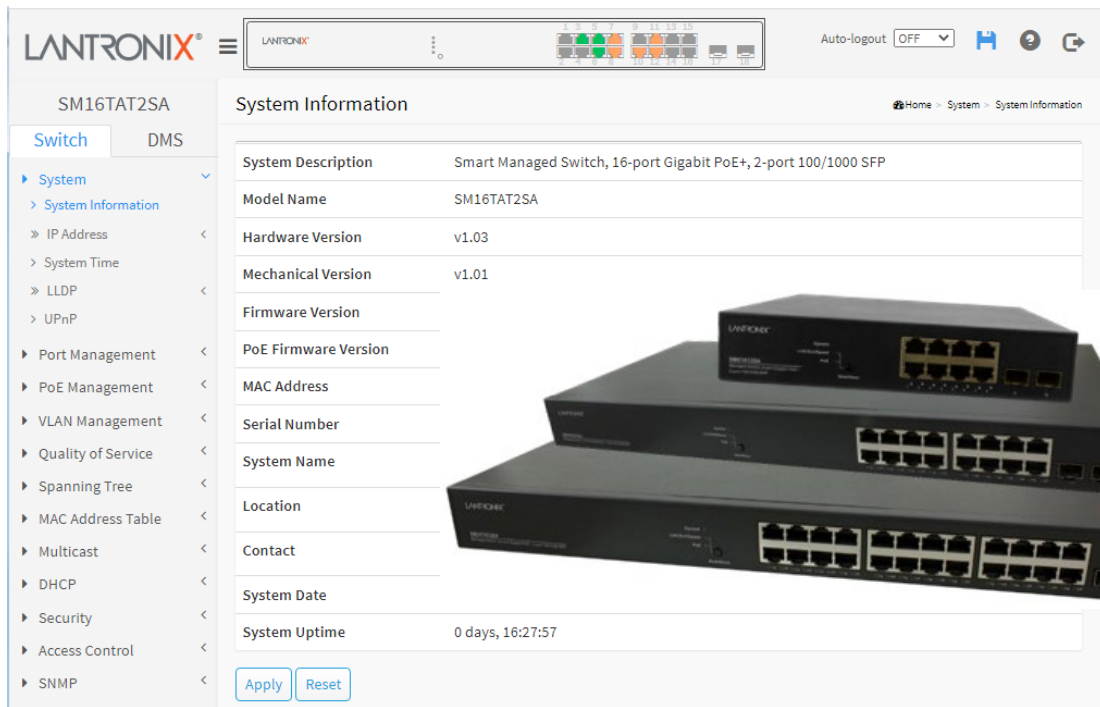 LANTRONIX®
LANTRONIX
1 3 5 7 9 11 13 15
2 4 6 8 10 12 14 16 17 18
Auto-logout OFF
SM16TAT2SA
Switch DMS
System
System Information
IP Address
System Time
LLDP
UPnP
Port Management
PoE Management
VLAN Management
Quality of Service
Spanning Tree
MAC Address Table
Multicast
DHCP
Security
Access Control
SNMP
System Information
Home > System > System Information
System Description Smart Managed Switch, 16-port Gigabit PoE+, 2-port 100/1000 SFP
Model Name SM16TAT2SA
Hardware Version v1.03
Mechanical Version v1.01
Firmware Version
PoE Firmware Version
MAC Address
Serial Number
System Name
Location
Contact
System Date
System Uptime 0 days, 16:27:57
LANTRONIX
LANTRONIX
LANTRONIX
Apply Reset